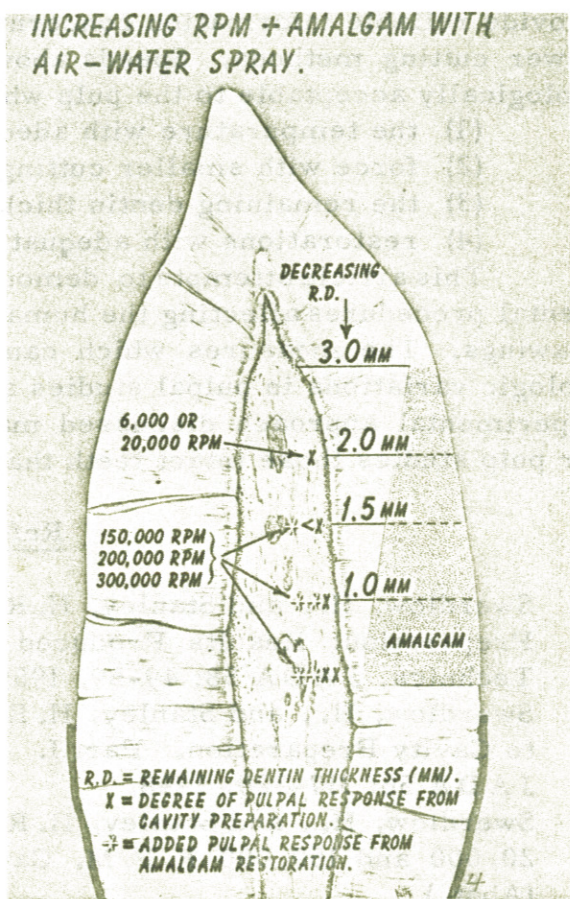 INCREASING RPM + AMALGAM WITH
AIR-WATER SPRAY.
DECREASING
R.D.
3.0 MM
6,000 OR
20,000 RPM
X
2.0 MM
<X
1.5 MM
150,000 RPM
200,000 RPM
300,000 RPM
X
1.0 MM
AMALGAM
XX
R.D. = REMAINING DENTIN THICKNESS (MM).
X = DEGREE OF PULPAL RESPONSE FROM
CAVITY PREPARATION.
= ADDED PULPAL RESPONSE FROM
AMALGAM RESTORATION.
4